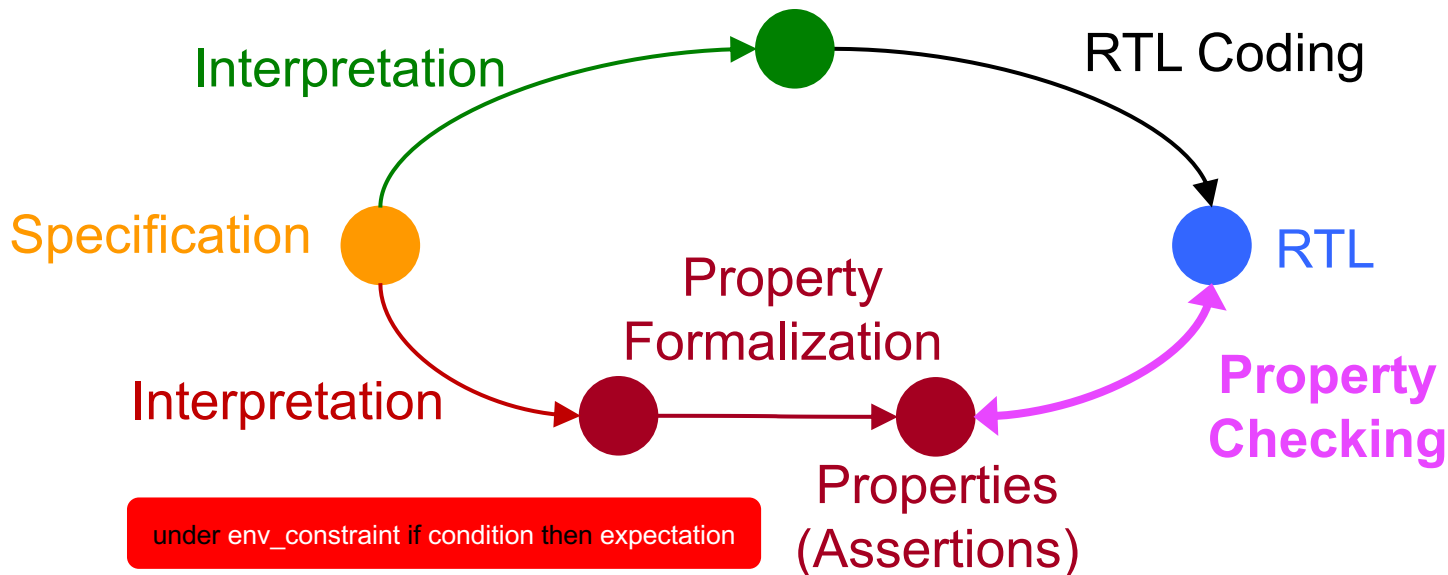 Interpretation
RTL Coding
Specification
RTL
Property
Formalization
Interpretation
Property
Checking
Properties
(Assertions)
under env_constraint if condition then expectation